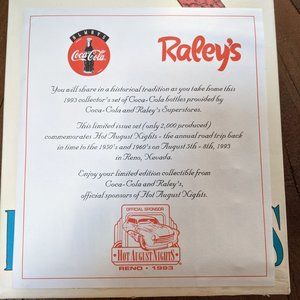 ALWAYS
Coca-Cola
Raley's
You will share in a historical tradition as you take home this
1993 collector's set of Coca-Cola bottles provided by
Coca-Cola and Raley's Superstores.
This limited issue set (only 2,000 produced)
commemorates Hot August Nights - the annual road trip back
in time to the 1950's and 1960's on August 5th - 8th, 1993
in Reno, Nevada.
Enjoy your limited edition collectible from
Coca-Cola and Raley's,
official sponsors of Hot August Nights.
OFFICIAL SPONSOR
HOT AUGUST NIGHTS
RENO • 1993
S